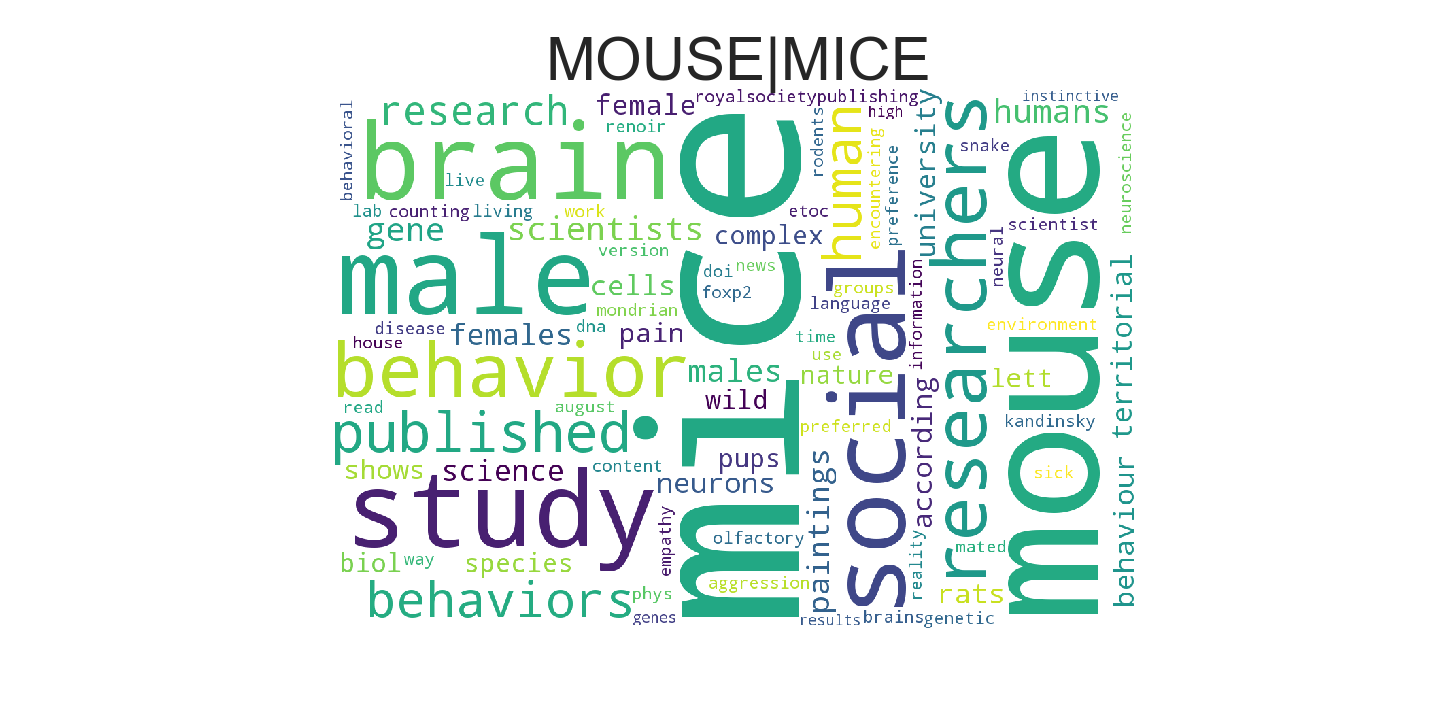 MOUSE|MICE
research
female
royalsocietypublishing
high
instinctive
humans
renoir
behavioral
brain
mice
rodents
human
encountering
preference
university
researchers
snake
mouse
neuroscience
live
lab
counting
living
work
etoc
scientist
gene
scientists
complex
version
neural
male
cells
doi
news
foxp2
groups
language
social
information
mondrian
disease
females
dna
pain
time
environment
territorial
house
use
behavior
males
nature
lett
wild
read
august
according
published
preferred
kandinsky
shows
science
content
pups
sick
neurons
study
paintings
empathy
olfactory
reality
mated
behaviour
biol
way
species
aggression
rats
behaviors
phys
genes
results
brains
genetic